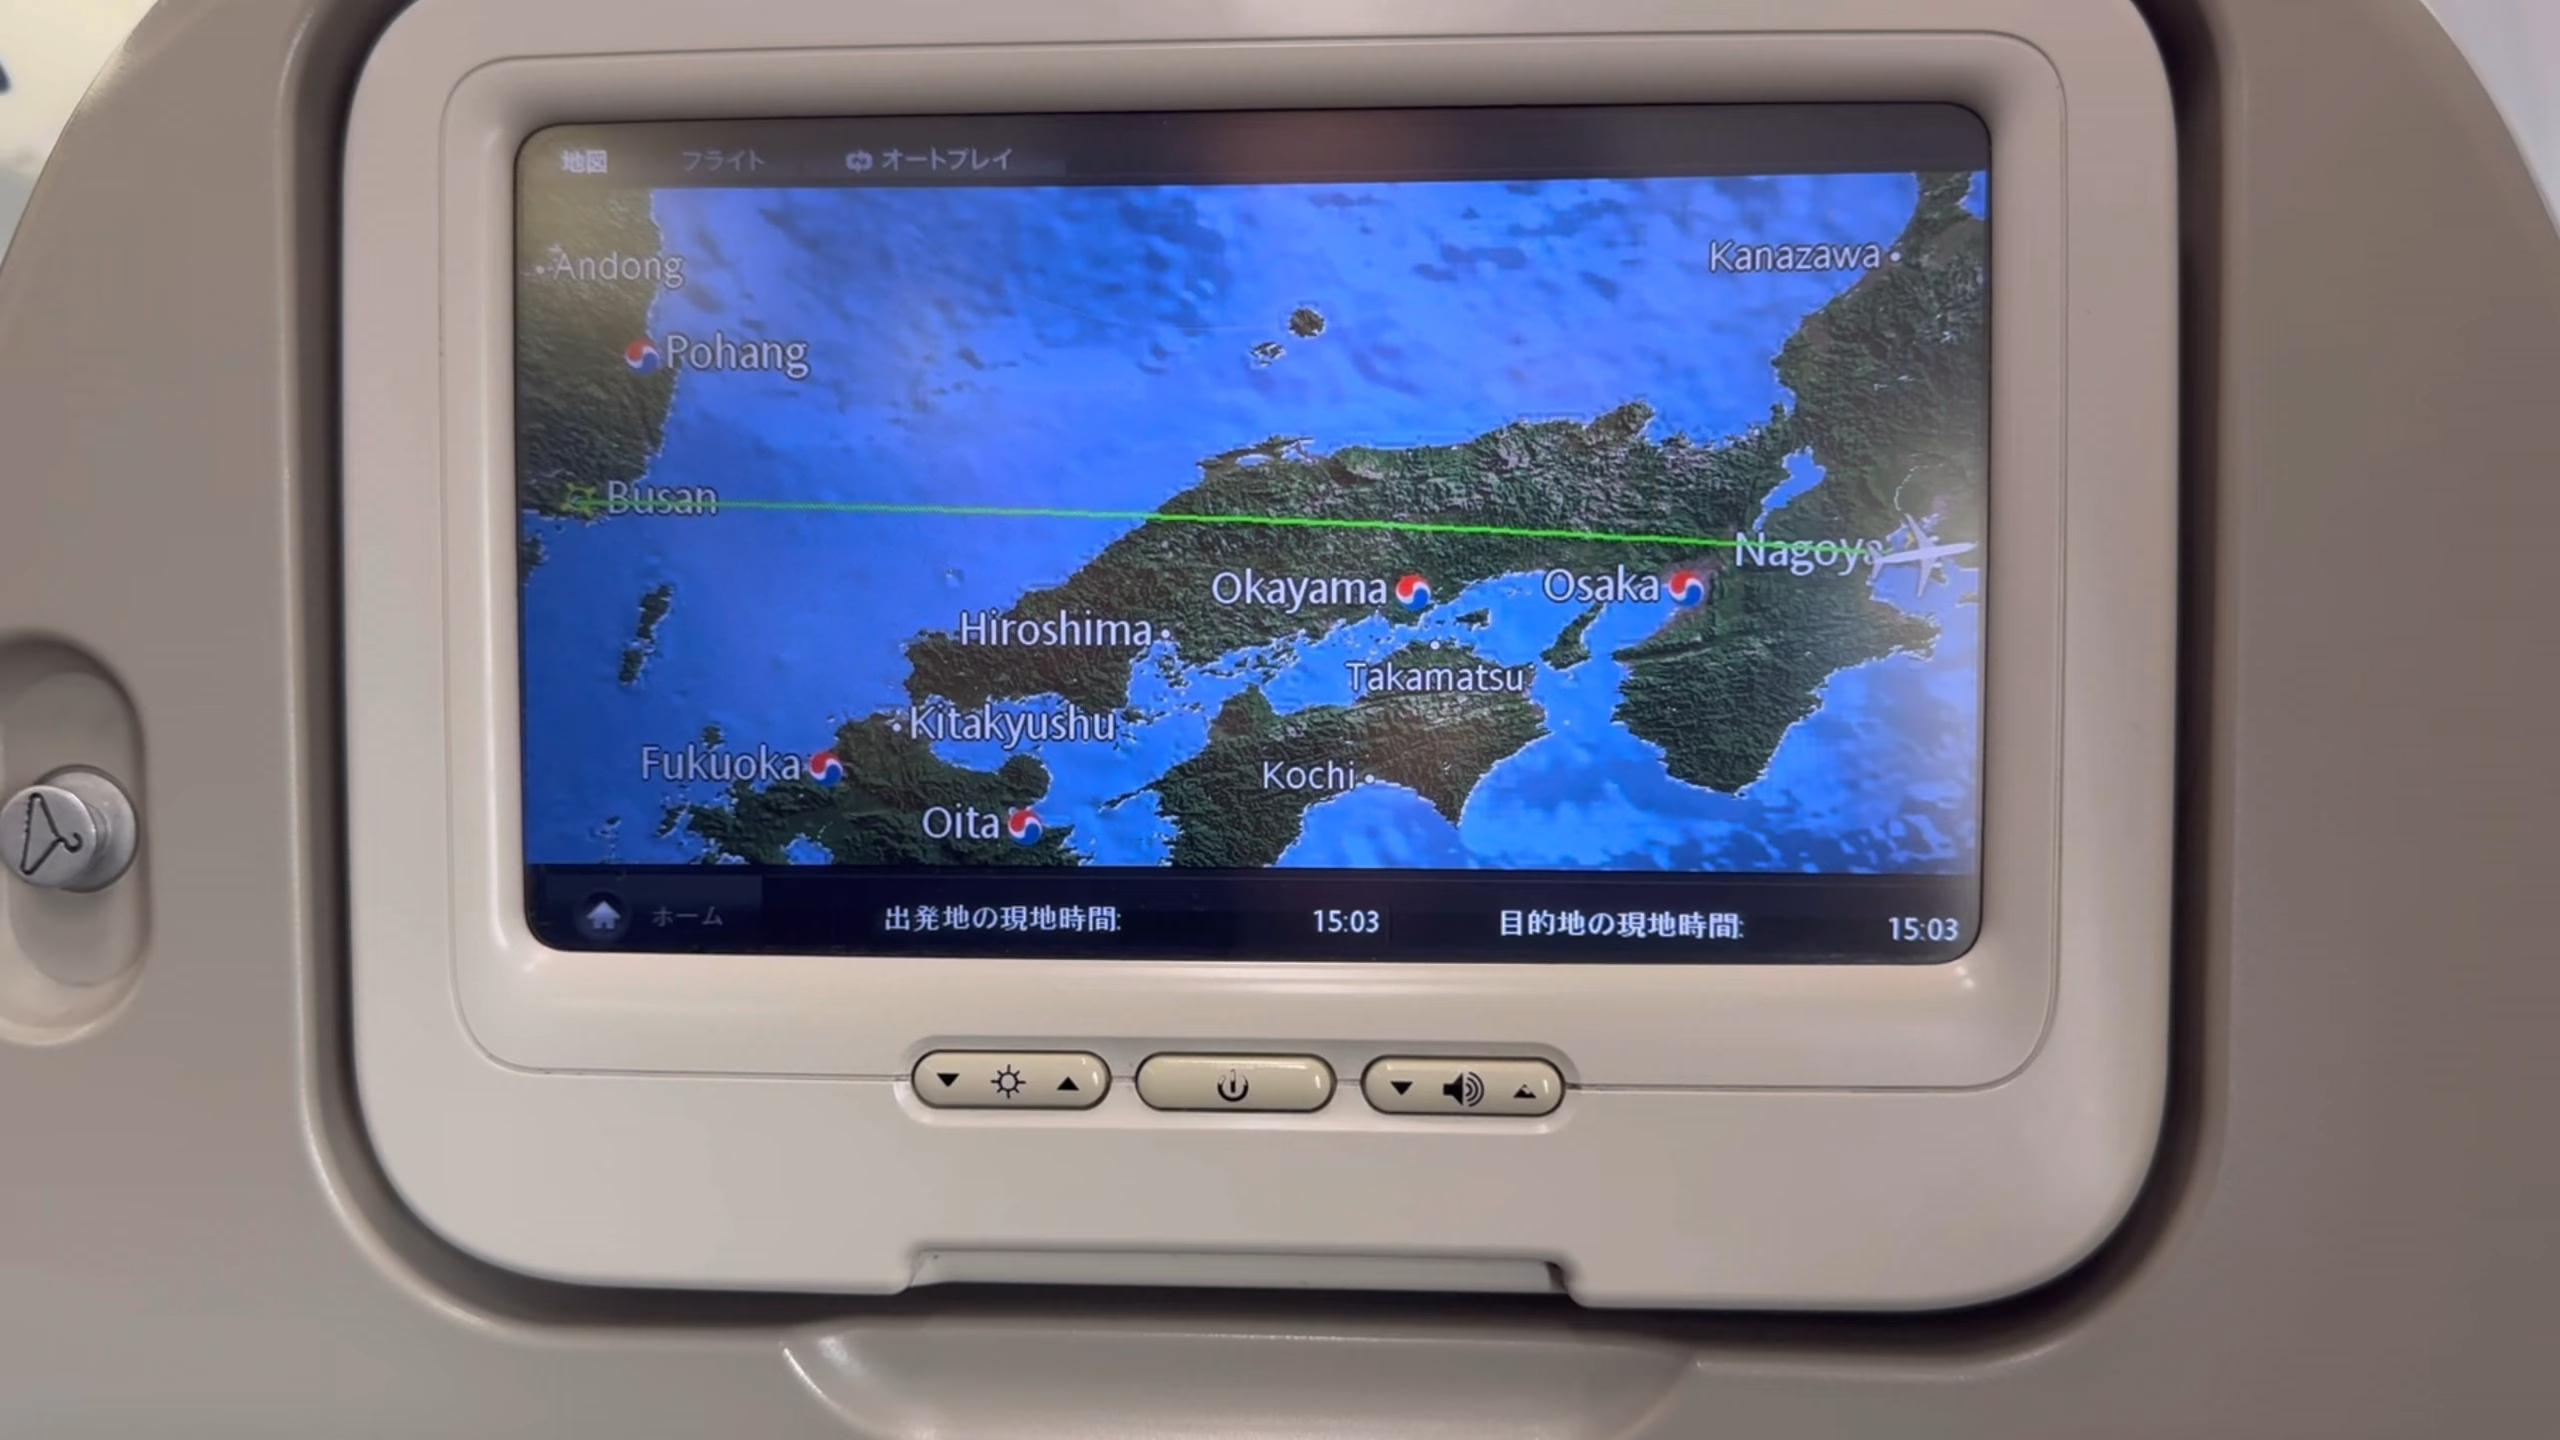 地図 フライト オートプレイ
Kanazawa
Andong
Pohang
Busan
Nagoya
Okayama
Osaka
Hiroshima
Takamatsu
Kitakyushu
Fukuoka
Kochi
Oita
ホーム 出発地の現地時間: 15:03 目的地の現地時間: 15:03